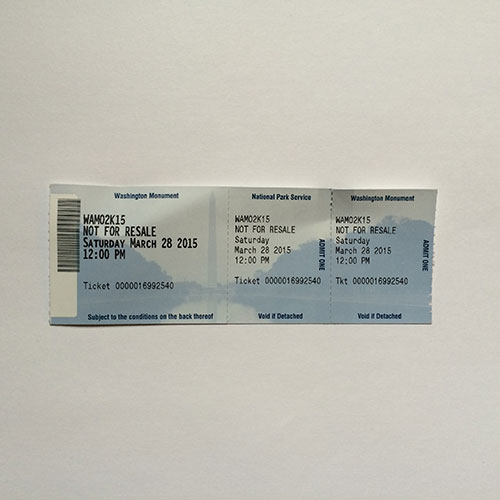 Washington Monument
WAMO2K15
NOT FOR RESALE
SATURDAY MARCH 28 2015
12:00 PM
Ticket 0000016992540
Subject to the conditions on the back thereof
National Park Service
WAMO2K15
NOT FOR RESALE
Saturday
March 28 2015
12:00 PM
Ticket 0000016992540
ADMIT ONE
Void if Detached
Washington Monument
WAMO2K15
NOT FOR RESALE
Saturday
March 28 2015
12:00 PM
Tkt 0000016992540
ADMIT ONE
Void if Detached